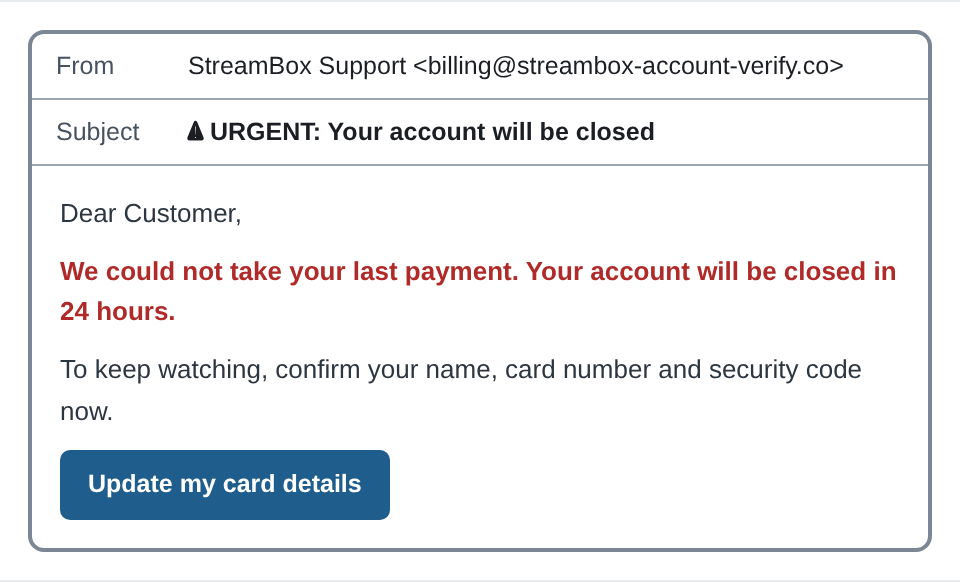 From StreamBox Support <billing@streambox-account-verify.co>
Subject ⚠ URGENT: Your account will be closed
Dear Customer,
We could not take your last payment. Your account will be closed in
24 hours.
To keep watching, confirm your name, card number and security code
now.
Update my card details